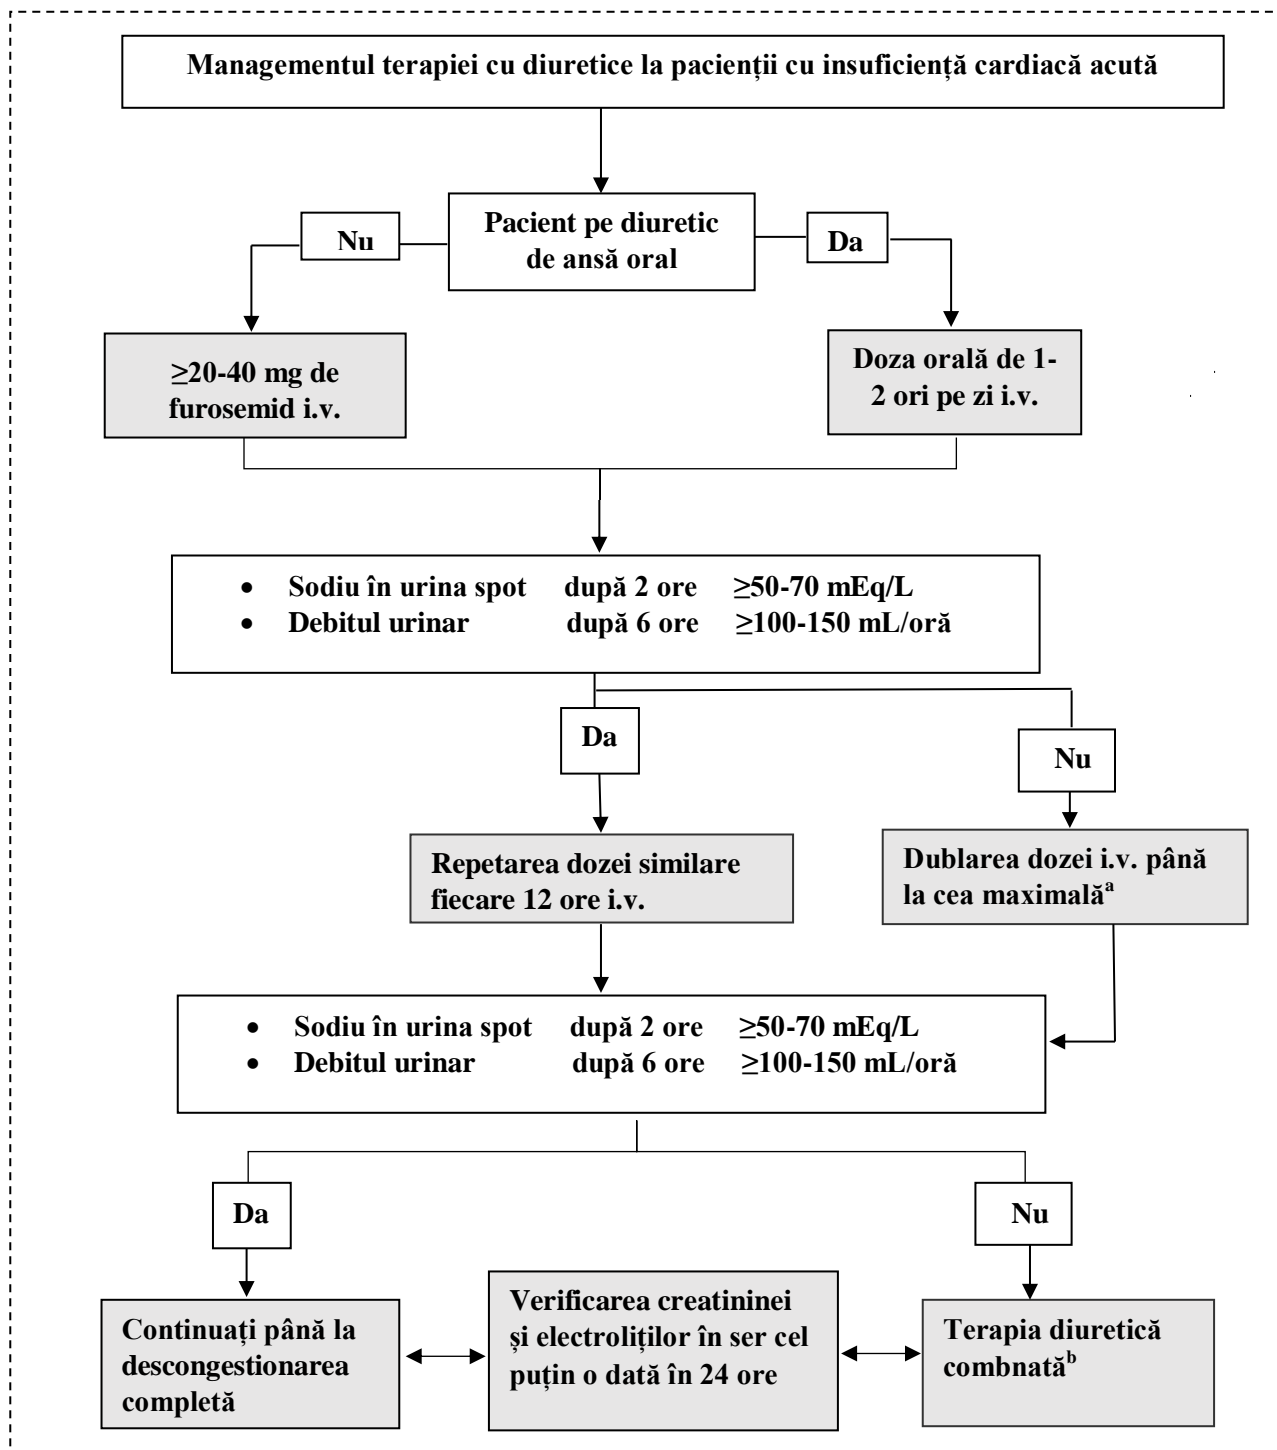 Managementul terapiei cu diuretice la pacienții cu insuficiență cardiacă acută
Nu
Pacient pe diuretic
de ansă oral
Da
≥20-40 mg de
furosemid i.v.
Doza orală de 1-
2 ori pe zi i.v.
• Sodiu în urina spot după 2 ore ≥50-70 mEq/L
• Debitul urinar după 6 ore ≥100-150 mL/oră
Da
Nu
Repetarea dozei similare
fiecare 12 ore i.v.
Dublarea dozei i.v. până
la cea maximalăᵃ
• Sodiu în urina spot după 2 ore ≥50-70 mEq/L
• Debitul urinar după 6 ore ≥100-150 mL/oră
Da
Nu
Continuați până la
descongestionarea
completă
Verificarea creatininei
și electroliților în ser cel
puțin o dată în 24 ore
Terapia diuretică
combnatăᵇ